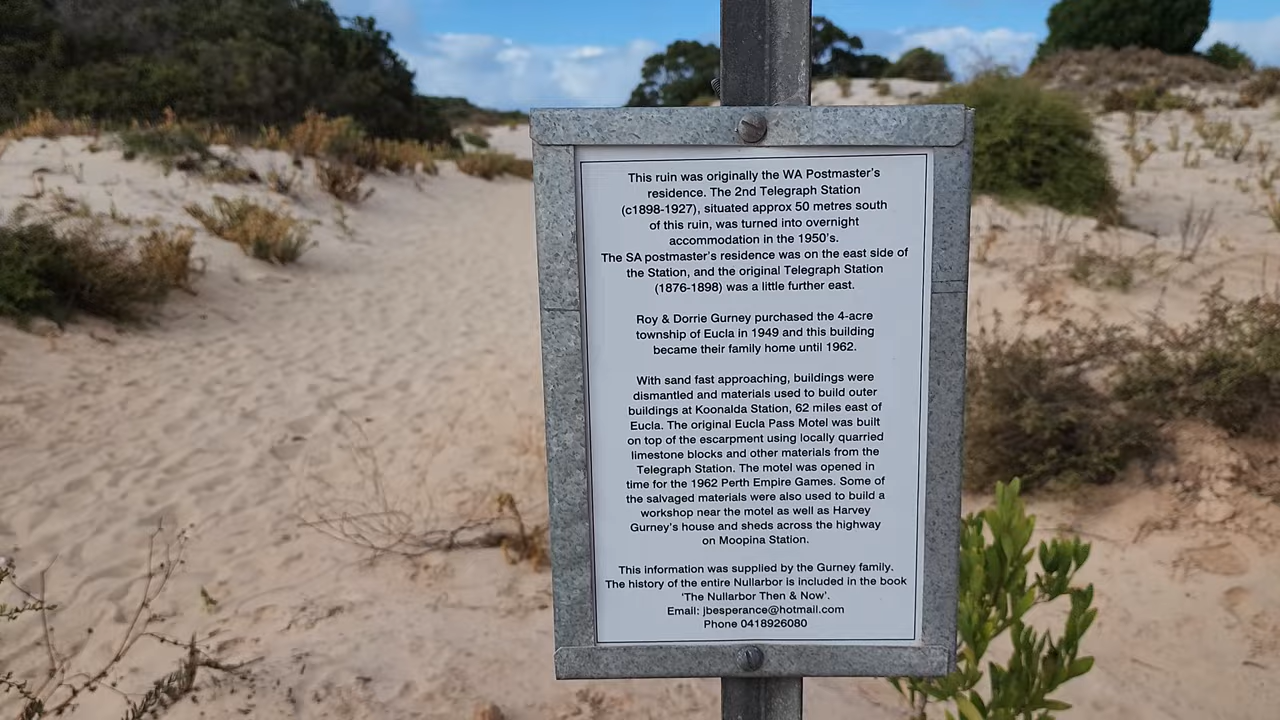 This ruin was originally the WA Postmaster's
residence. The 2nd Telegraph Station
(c1898-1927), situated approx 50 metres south
of this ruin, was turned into overnight
accommodation in the 1950's.
The SA postmaster's residence was on the east side of
the Station, and the original Telegraph Station
(1876-1898) was a little further east.
Roy & Dorrie Gurney purchased the 4-acre
township of Eucla in 1949 and this building
became their family home until 1962.
With sand fast approaching, buildings were
dismantled and materials used to build outer
buildings at Koonalda Station, 62 miles east of
Eucla. The original Eucla Pass Motel was built
on top of the escarpment using locally quarried
limestone blocks and other materials from the
Telegraph Station. The motel was opened in
time for the 1962 Perth Empire Games. Some of
the salvaged materials were also used to build a
workshop near the motel as well as Harvey
Gurney's house and sheds across the highway
on Moopina Station.
This information was supplied by the Gurney family.
The history of the entire Nullarbor is included in the book
'The Nullarbor Then & Now'.
Email: jbesperance@hotmail.com
Phone 0418926080